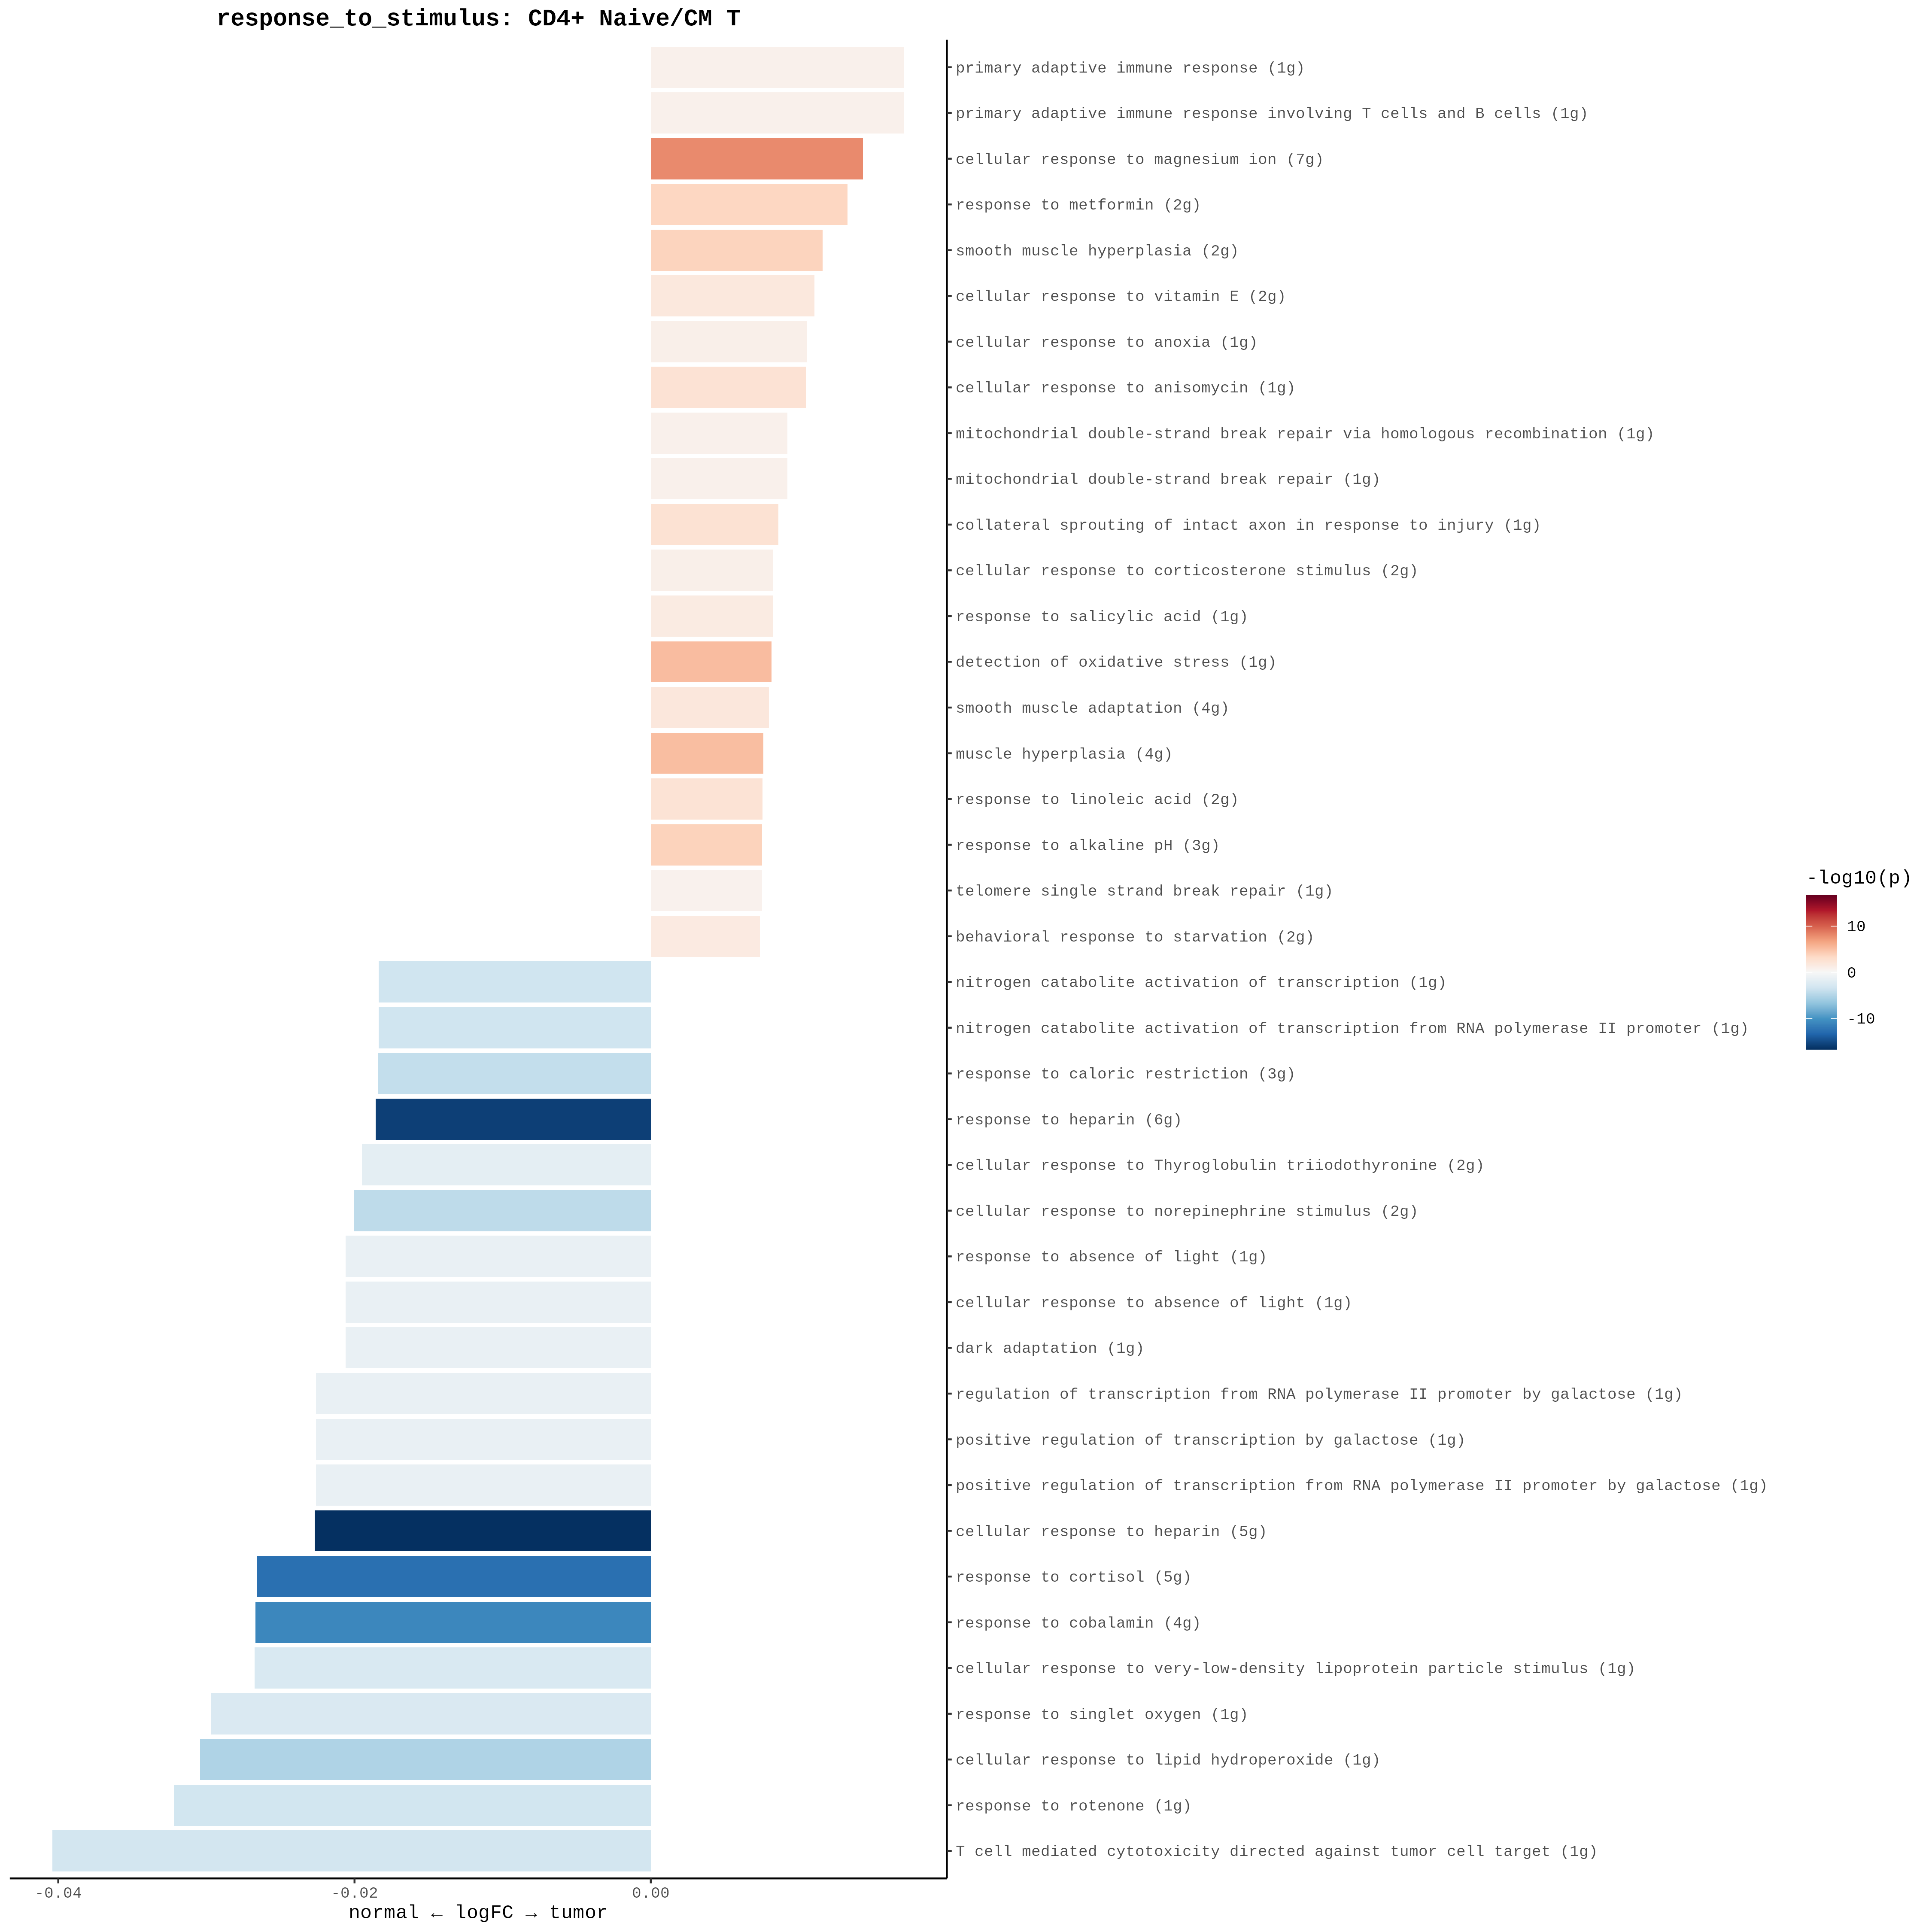 response_to_stimulus: CD4+ Naive/CM T
primary adaptive immune response (1g)
primary adaptive immune response involving T cells and B cells (1g)
cellular response to magnesium ion (7g)
response to metformin (2g)
smooth muscle hyperplasia (2g)
cellular response to vitamin E (2g)
cellular response to anoxia (1g)
cellular response to anisomycin (1g)
mitochondrial double-strand break repair via homologous recombination (1g)
mitochondrial double-strand break repair (1g)
collateral sprouting of intact axon in response to injury (1g)
cellular response to corticosterone stimulus (2g)
response to salicylic acid (1g)
detection of oxidative stress (1g)
smooth muscle adaptation (4g)
muscle hyperplasia (4g)
response to linoleic acid (2g)
response to alkaline pH (3g)
telomere single strand break repair (1g)
behavioral response to starvation (2g)
nitrogen catabolite activation of transcription (1g)
nitrogen catabolite activation of transcription from RNA polymerase II promoter (1g)
response to caloric restriction (3g)
response to heparin (6g)
cellular response to Thyroglobulin triiodothyronine (2g)
cellular response to norepinephrine stimulus (2g)
response to absence of light (1g)
cellular response to absence of light (1g)
dark adaptation (1g)
regulation of transcription from RNA polymerase II promoter by galactose (1g)
positive regulation of transcription by galactose (1g)
positive regulation of transcription from RNA polymerase II promoter by galactose (1g)
cellular response to heparin (5g)
response to cortisol (5g)
response to cobalamin (4g)
cellular response to very-low-density lipoprotein particle stimulus (1g)
response to singlet oxygen (1g)
cellular response to lipid hydroperoxide (1g)
response to rotenone (1g)
T cell mediated cytotoxicity directed against tumor cell target (1g)
-0.04 -0.02 0.00
normal ← logFC → tumor
-log10(p)
10
0
-10